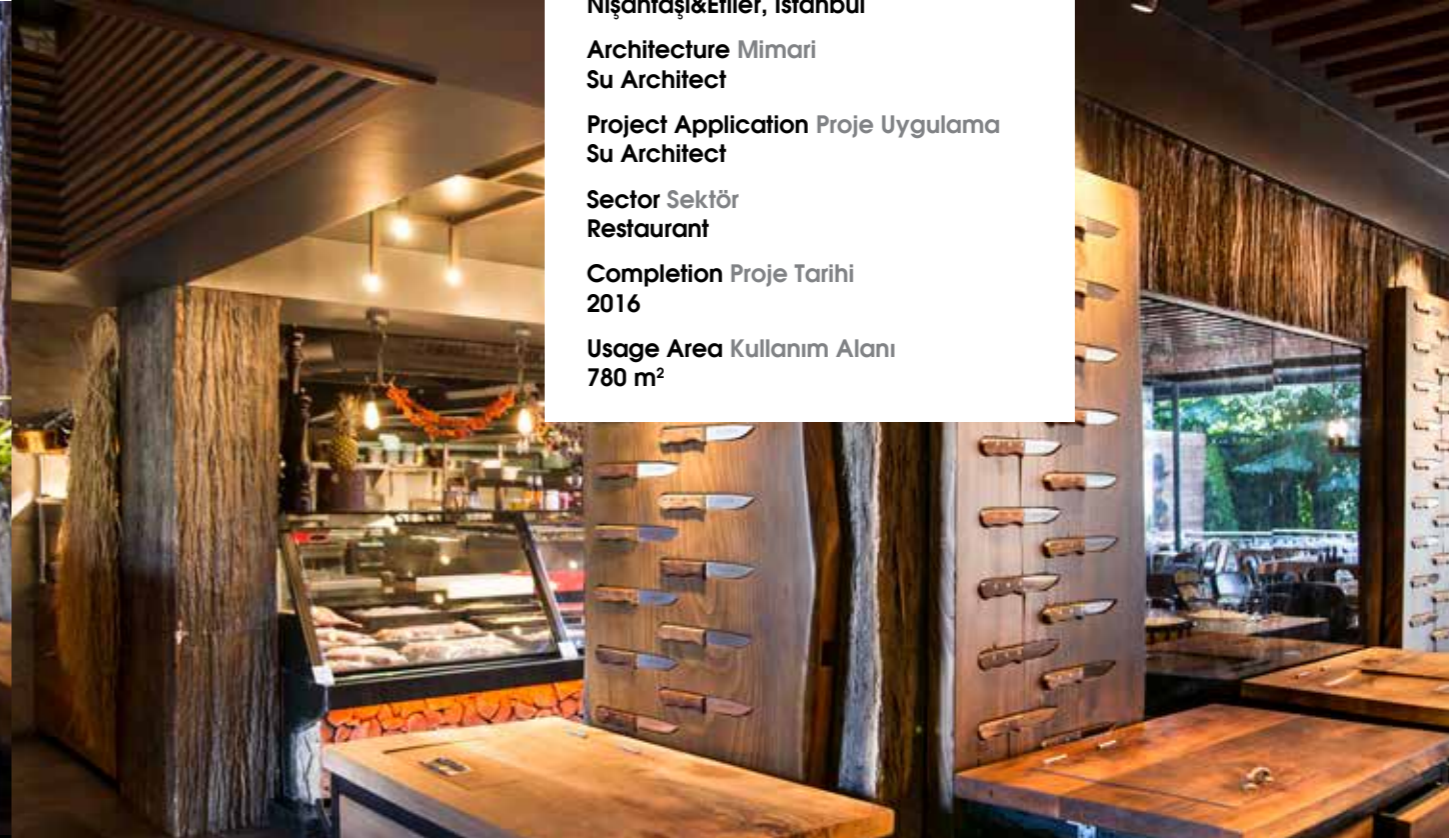 Nişantaşı&Etiler, İstanbul
Architecture Mimari
Su Architect
Project Application Proje Uygulama
Su Architect
Sector Sektör
Restaurant
Completion Proje Tarihi
2016
Usage Area Kullanım Alanı
780 m²